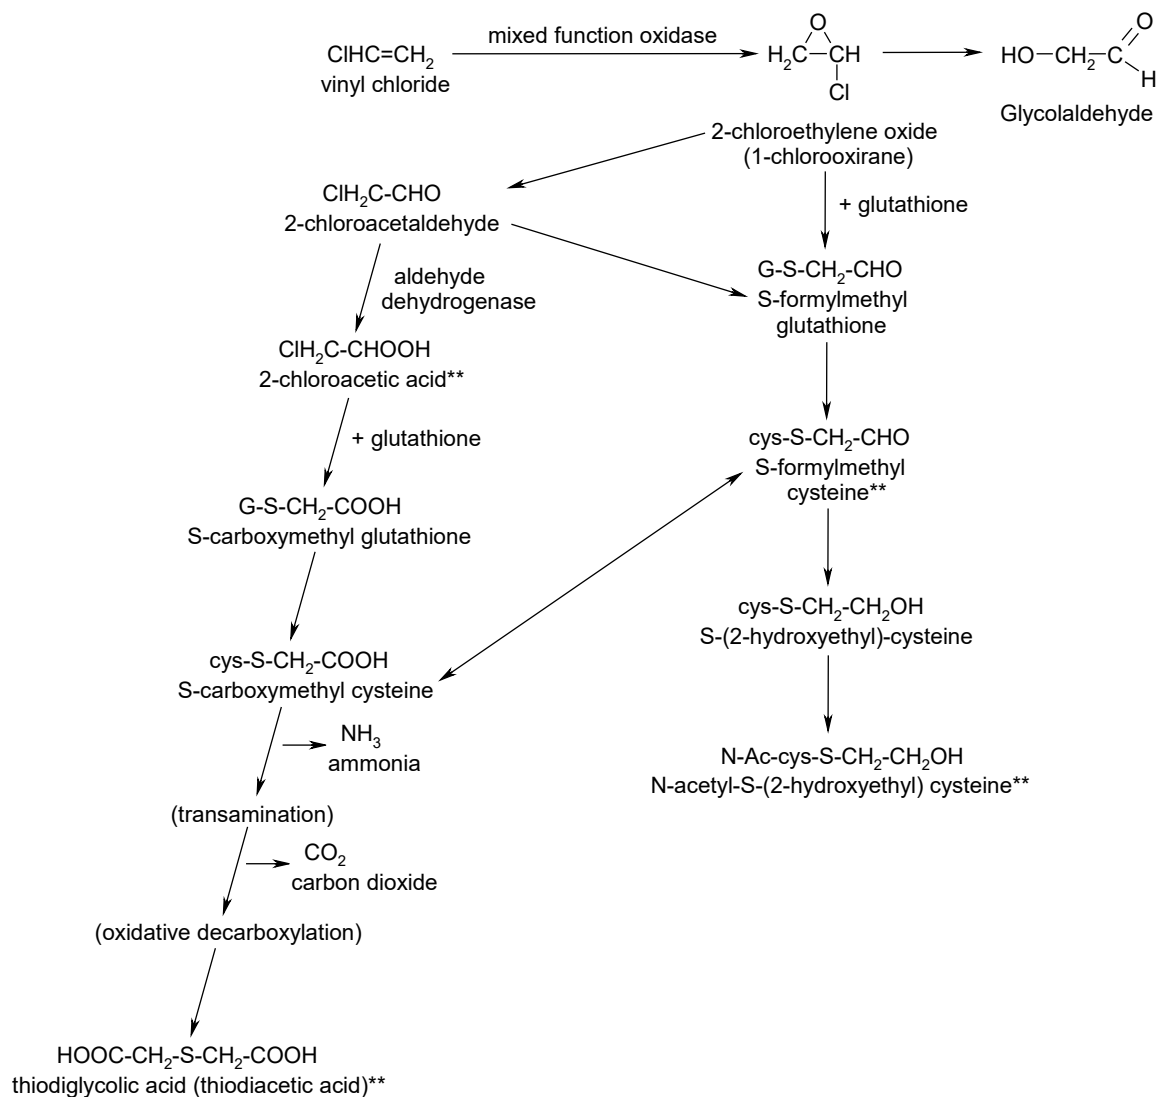 ClHC=CH₂
vinyl chloride
mixed function oxidase
O
H₂C
CH
Cl
2-chloroethylene oxide
(1-chlorooxirane)
O
HO
CH₂
C
H
Glycolaldehyde
ClH₂C-CHO
2-chloroacetaldehyde
+ glutathione
G-S-CH₂-CHO
S-formylmethyl
glutathione
aldehyde
dehydrogenase
ClH₂C-CHOOH
2-chloroacetic acid**
+ glutathione
cys-S-CH₂-CHO
S-formylmethyl
cysteine**
G-S-CH₂-COOH
S-carboxymethyl glutathione
cys-S-CH₂-CH₂OH
S-(2-hydroxyethyl)-cysteine
cys-S-CH₂-COOH
S-carboxymethyl cysteine
NH₃
ammonia
N-Ac-cys-S-CH₂-CH₂OH
N-acetyl-S-(2-hydroxyethyl) cysteine**
(transamination)
CO₂
carbon dioxide
(oxidative decarboxylation)
HOOC-CH₂-S-CH₂-COOH
thiodiglycolic acid (thiodiacetic acid)**